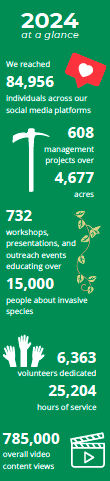 2024
at a glance
We reached
84,956
individuals across our
social media platforms
608
management
projects over
4,677
acres
732
workshops,
presentations, and
outreach events
educating over
15,000
people about invasive
species
6,363
volunteers dedicated
25,204
hours of service
785,000
overall video
content views